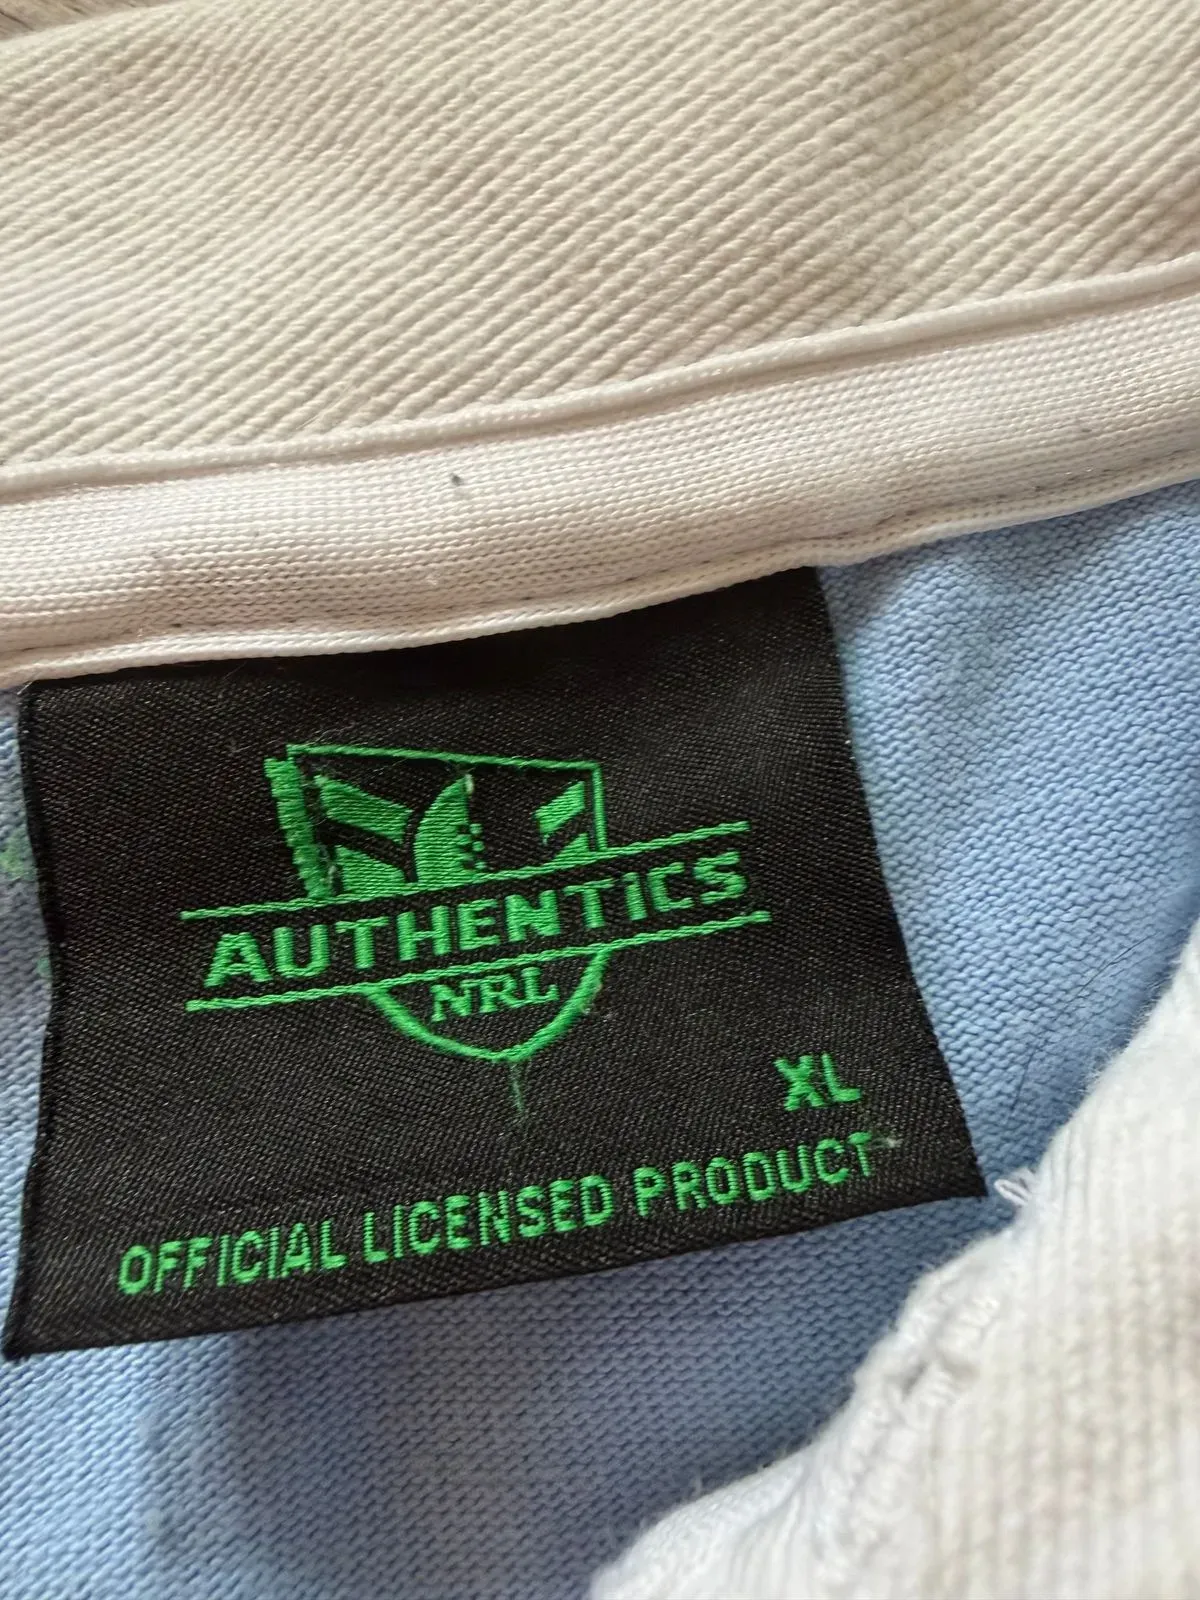 AUTHENTiCS
NRL
XL
OFFICIAL LICENSED PRODUCT